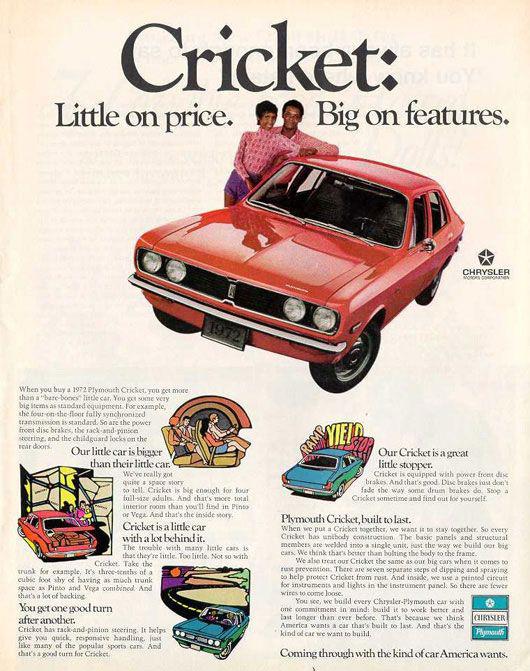 Cricket:
Little on price. Big on features.
CHRYSLER
MOTORS CORPORATION
1972
When you buy a 1972 Plymouth Cricket, you get more
than a "bare-bones" little car. You get some very
big items as standard equipment. For example,
the four-on-the-floor fully synchronized
transmission is standard. So are the power
front disc brakes, the rack-and-pinion
steering, and the childguard locks on the
rear doors.
Our little car is bigger
than their little car.
We've really got
quite a space story
to tell. Cricket is big enough for four
full-size adults. And that's more total
interior room than you'll find in Pinto
or Vega. And that's the inside story.
Cricket is a little car
with a lot behind it.
The trouble with many little cars is
that they're little. Too little. Not so with
Cricket. Take the
trunk for example. It's three-tenths of a
cubic foot shy of having as much trunk
space as Pinto and Vega combined. And
that's a lot of backing.
You get one good turn
after another.
Cricket has rack-and-pinion steering. It helps
give you quick, responsive handling, just
like many of the popular sports cars. And
that's a good turn for Cricket.
RAMP
YIELD
STOP
Our Cricket is a great
little stopper.
Cricket is equipped with power front disc
brakes. And that's good. Disc brakes just don't
fade the way some drum brakes do. Stop a
Cricket sometime and find out for yourself.
Plymouth Cricket, built to last.
When we put a Cricket together, we want it to stay together. So every
Cricket has unibody construction. The basic panels and structural
members are welded into a single unit, just the way we build our big
cars. We think that's better than bolting the body to the frame.
We also treat our Cricket the same as our big cars when it comes to
rust prevention. There are seven separate steps of dipping and spraying
to help protect Cricket from rust. And inside, we use a printed circuit
for instruments and lights in the instrument panel. So there are fewer
wires to come loose.
You see, we build every Chrysler-Plymouth car with
one commitment in mind: build it to work better and
last longer than ever before. That's because we think
America wants a car that's built to last. And that's the
kind of car we want to build.
CHRYSLER
Plymouth
Coming through with the kind of car America wants.